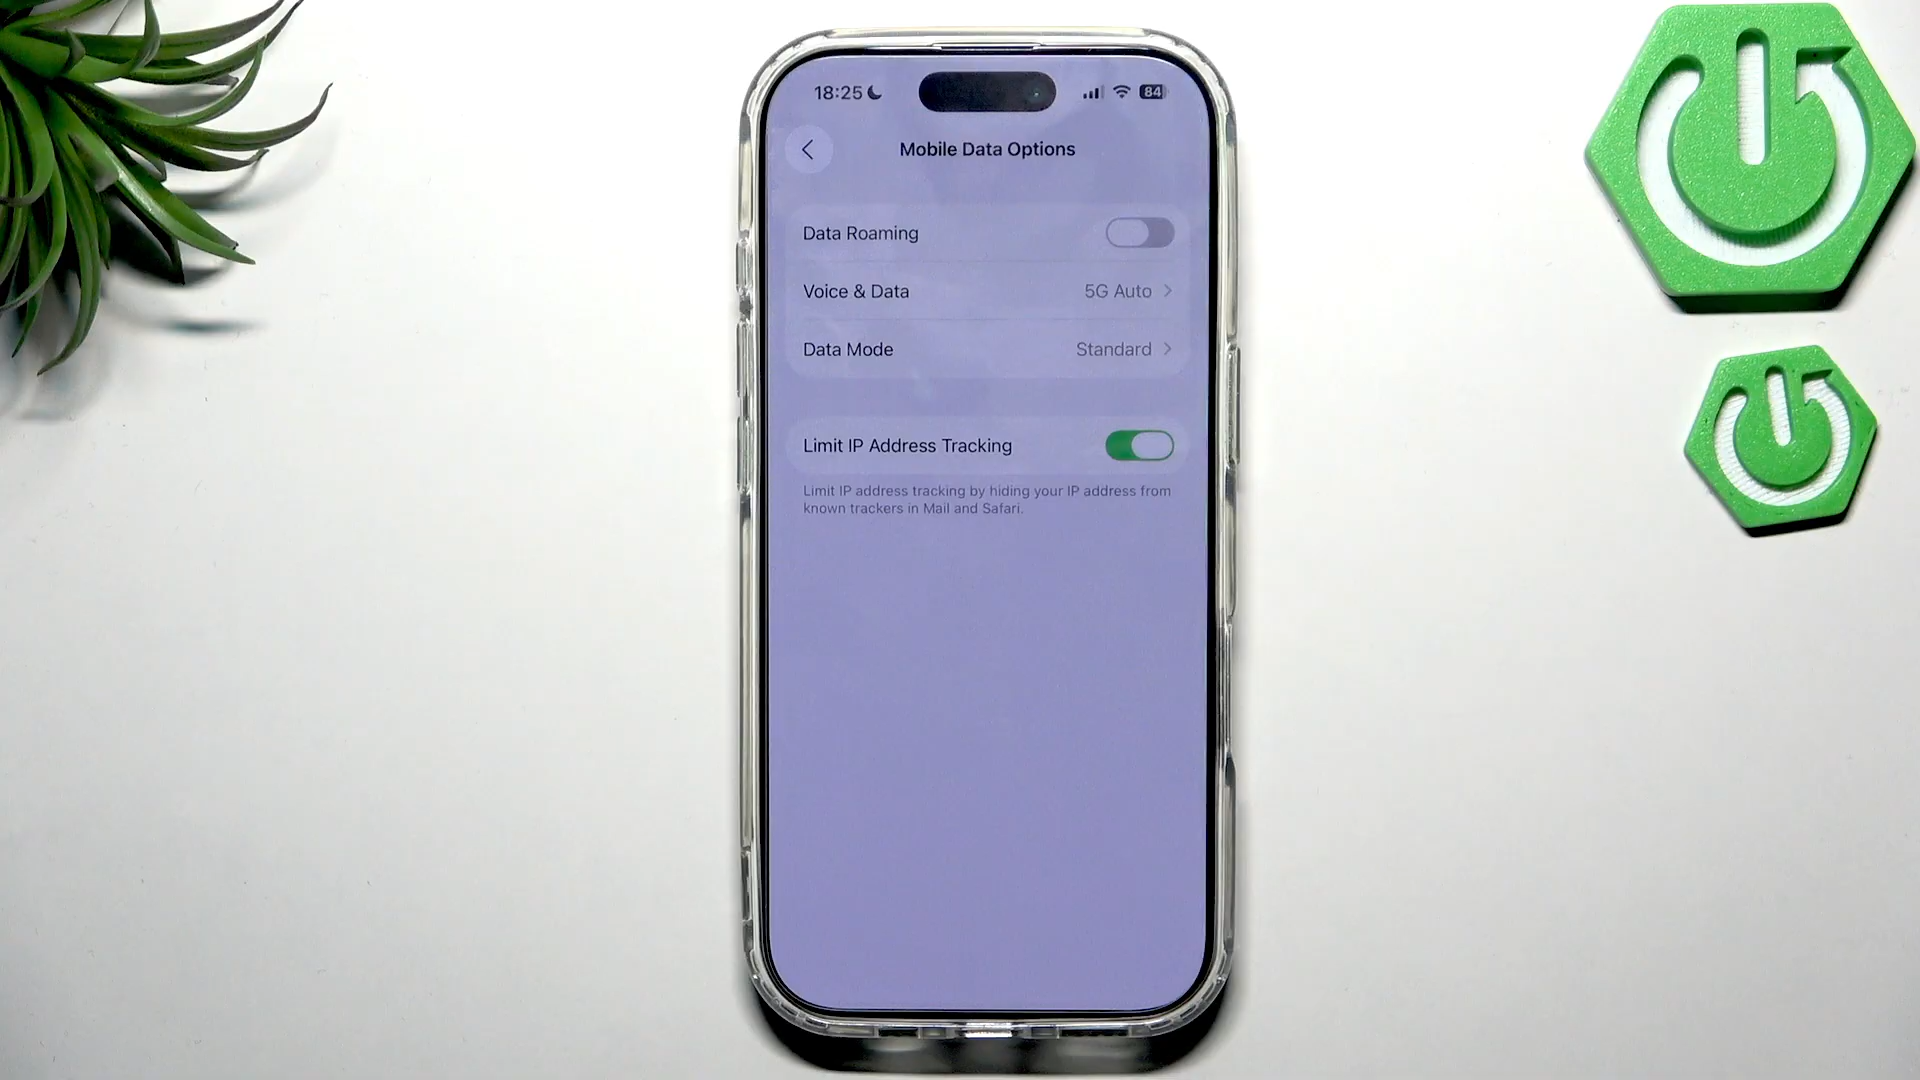 18:25
84
Mobile Data Options
Data Roaming
Voice & Data 5G Auto
Data Mode Standard
Limit IP Address Tracking
Limit IP address tracking by hiding your IP address from
known trackers in Mail and Safari.